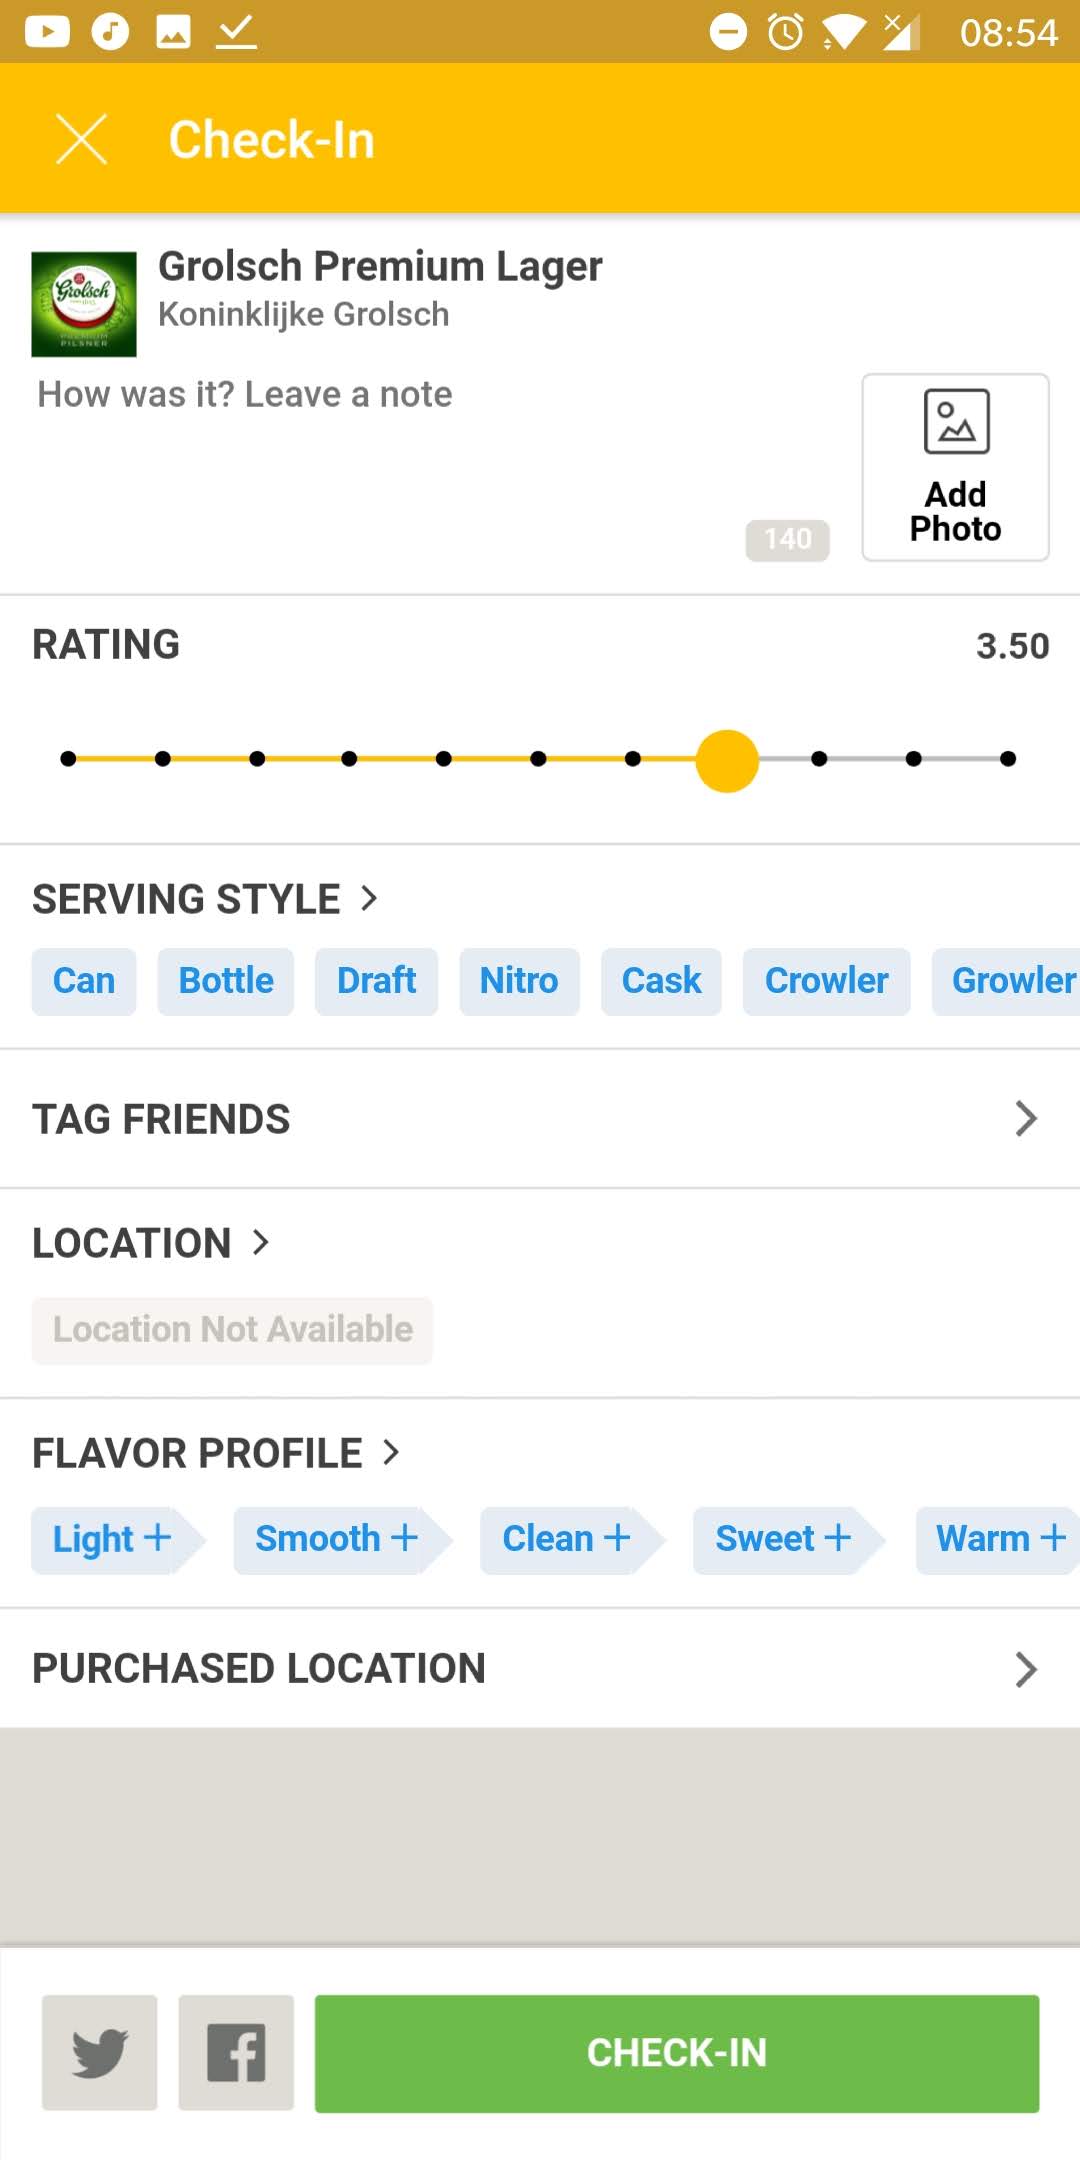 08:54
Check-In
Grolsch Premium Lager
Koninklijke Grolsch
Grolsch
PILSNER
How was it? Leave a note
Add
Photo
140
RATING
3.50
SERVING STYLE
Can Bottle Draft Nitro Cask Crowler Growler
TAG FRIENDS
LOCATION
Location Not Available
FLAVOR PROFILE
Light + Smooth + Clean + Sweet + Warm +
PURCHASED LOCATION
CHECK-IN